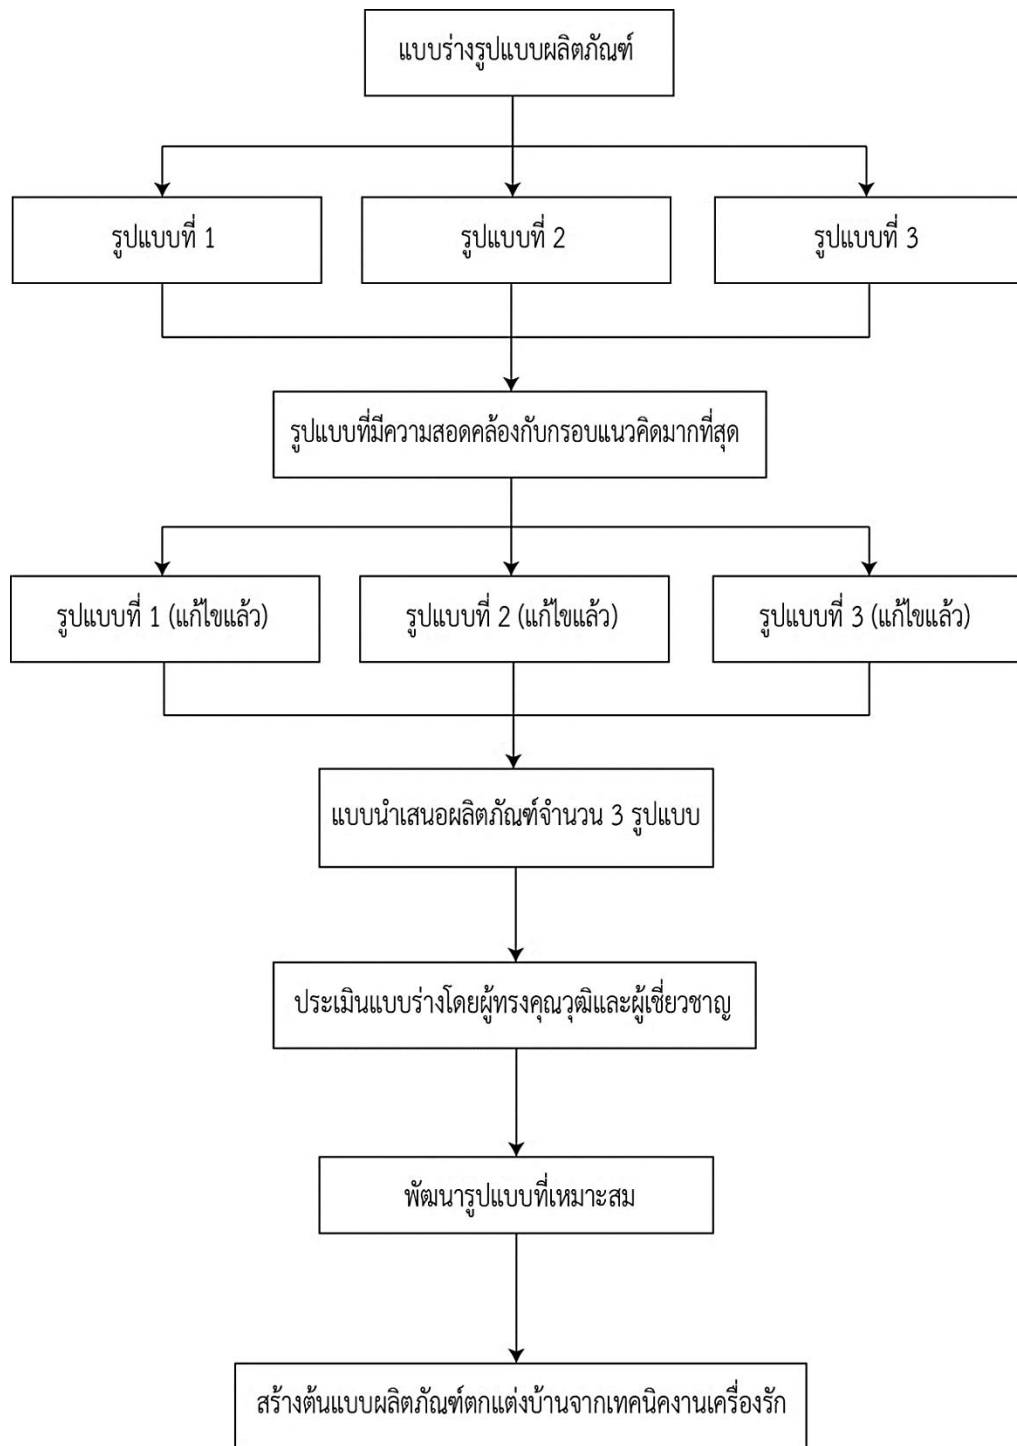 แบบร่างรูปแบบผลิตภัณฑ์
รูปแบบที่ 1
รูปแบบที่ 2
รูปแบบที่ 3
รูปแบบที่มีความสอดคล้องกับกรอบแนวคิดมากที่สุด
รูปแบบที่ 1 (แก้ไขแล้ว)
รูปแบบที่ 2 (แก้ไขแล้ว)
รูปแบบที่ 3 (แก้ไขแล้ว)
แบบนำเสนอผลิตภัณฑ์จำนวน 3 รูปแบบ
ประเมินแบบร่างโดยผู้ทรงคุณวุฒิและผู้เชี่ยวชาญ
พัฒนารูปแบบที่เหมาะสม
สร้างต้นแบบผลิตภัณฑ์ตกแต่งบ้านจากเทคนิคงานเครื่องรัก